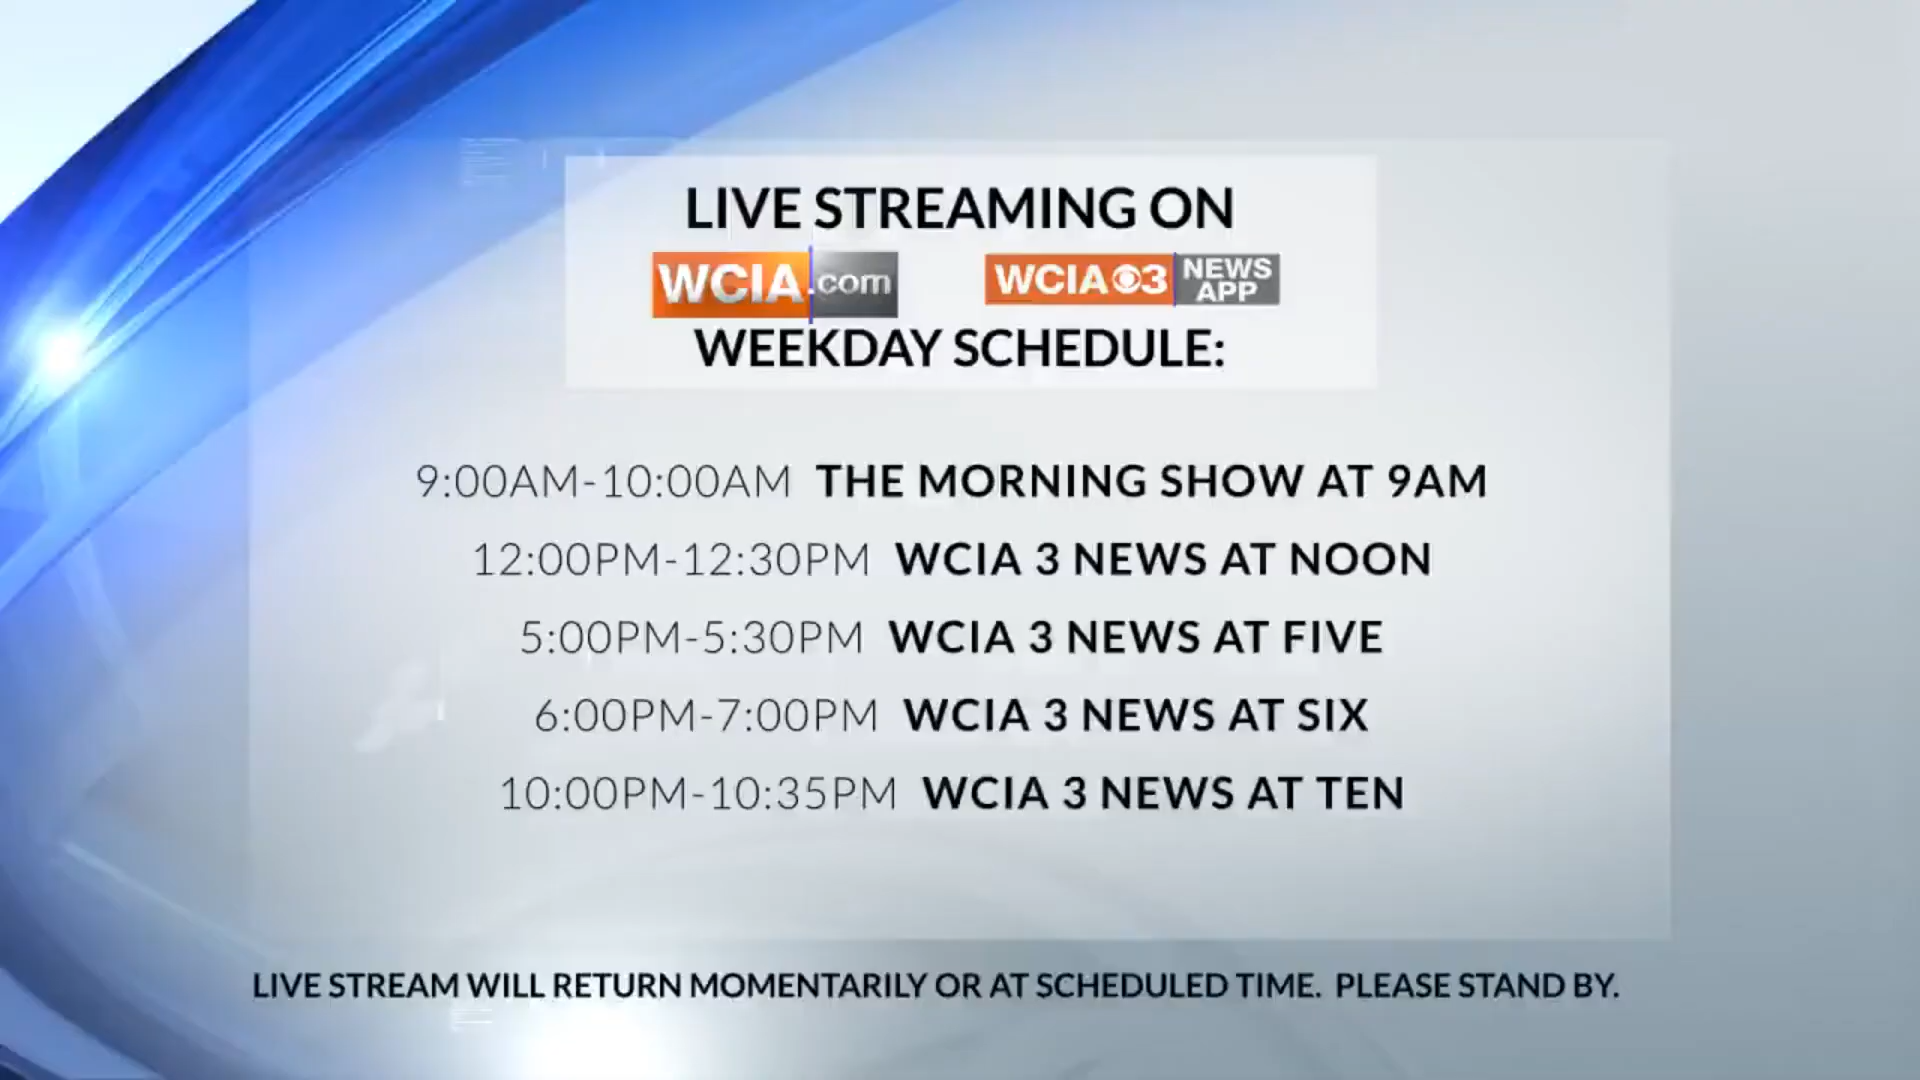 LIVE STREAMING ON
WCIA.com WCIA 3 NEWS APP
WEEKDAY SCHEDULE:
9:00AM-10:00AM THE MORNING SHOW AT 9AM
12:00PM-12:30PM WCIA 3 NEWS AT NOON
5:00PM-5:30PM WCIA 3 NEWS AT FIVE
6:00PM-7:00PM WCIA 3 NEWS AT SIX
10:00PM-10:35PM WCIA 3 NEWS AT TEN
LIVE STREAM WILL RETURN MOMENTARILY OR AT SCHEDULED TIME. PLEASE STAND BY.